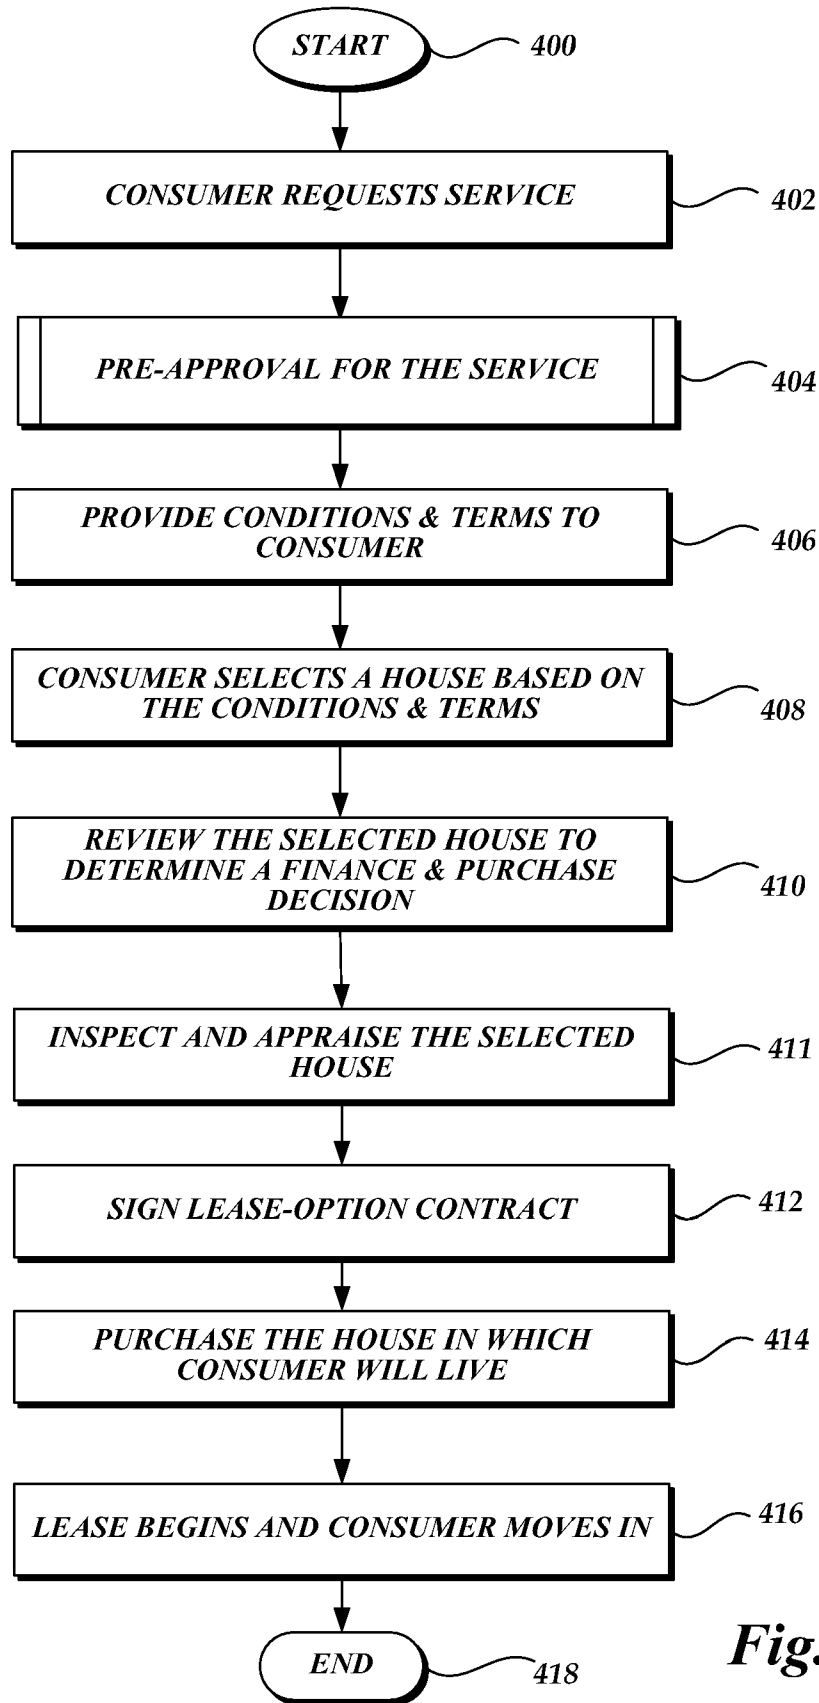 START
400
CONSUMER REQUESTS SERVICE
402
PRE-APPROVAL FOR THE SERVICE
404
PROVIDE CONDITIONS & TERMS TO
CONSUMER
406
CONSUMER SELECTS A HOUSE BASED ON
THE CONDITIONS & TERMS
408
REVIEW THE SELECTED HOUSE TO
DETERMINE A FINANCE & PURCHASE
DECISION
410
INSPECT AND APPRAISE THE SELECTED
HOUSE
411
SIGN LEASE-OPTION CONTRACT
412
PURCHASE THE HOUSE IN WHICH
CONSUMER WILL LIVE
414
LEASE BEGINS AND CONSUMER MOVES IN
416
END
418
Fig.